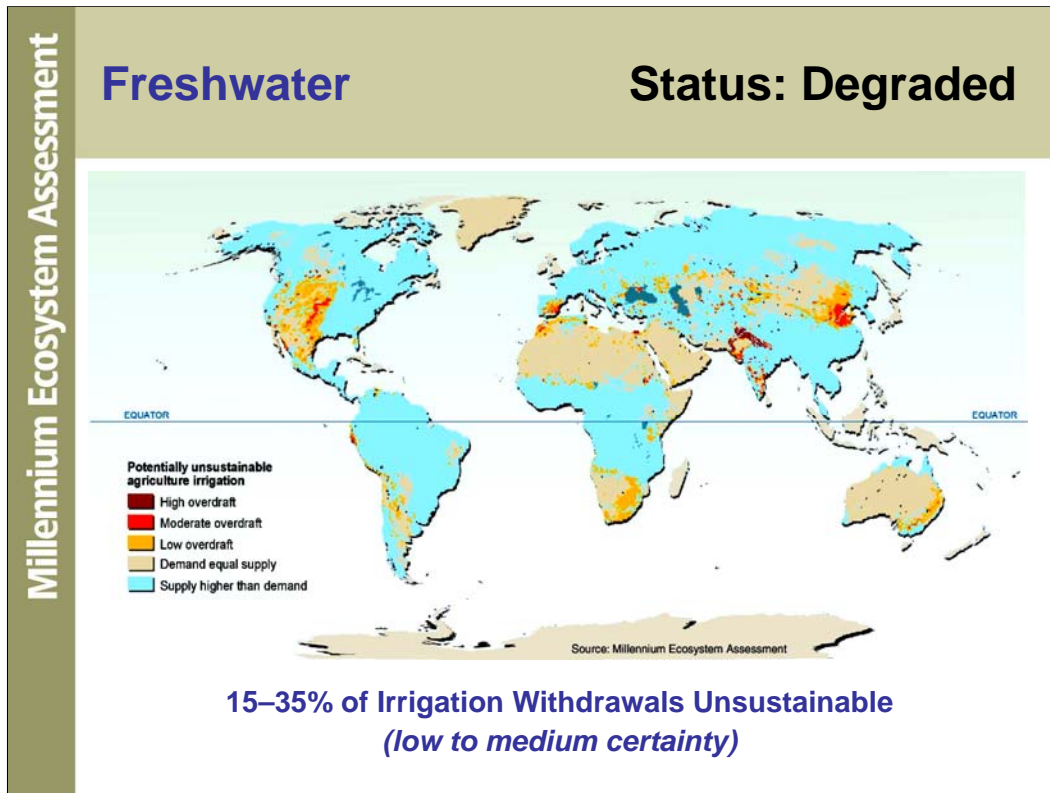 Millennium Ecosystem Assessment
Freshwater
Status: Degraded
EQUATOR
EQUATOR
Potentially unsustainable
agriculture irrigation
High overdraft
Moderate overdraft
Low overdraft
Demand equal supply
Supply higher than demand
Source: Millennium Ecosystem Assessment
15–35% of Irrigation Withdrawals Unsustainable
(low to medium certainty)